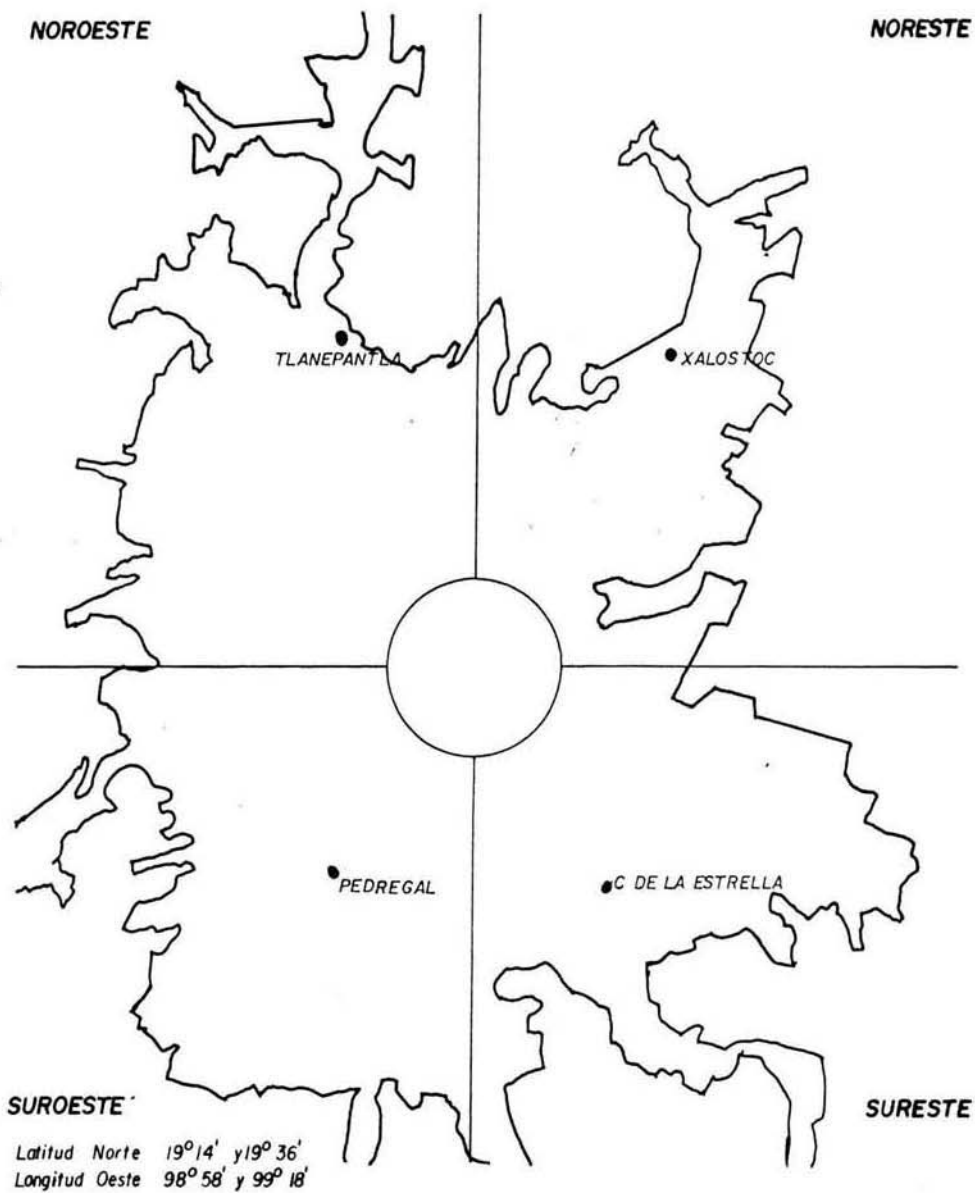 NOROESTE
NORESTE
TLANEPANTLA
XALOSTOC
PEDREGAL
C DE LA ESTRELLA
SUROESTE
SURESTE
Latitud Norte 19° 14' y 19° 36'
Longitud Oeste 98° 58' y 99° 18'